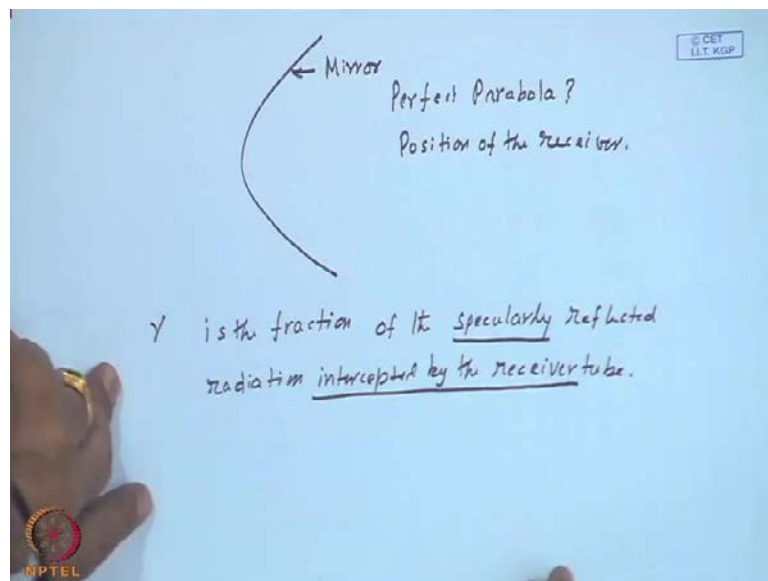 © CET
I.I.T. KGP
Mirror
Perfect Parabola?
Position of the receiver.
γ is the fraction of the specularly reflected
radiation intercepted by the receiver tube.
NPTEL